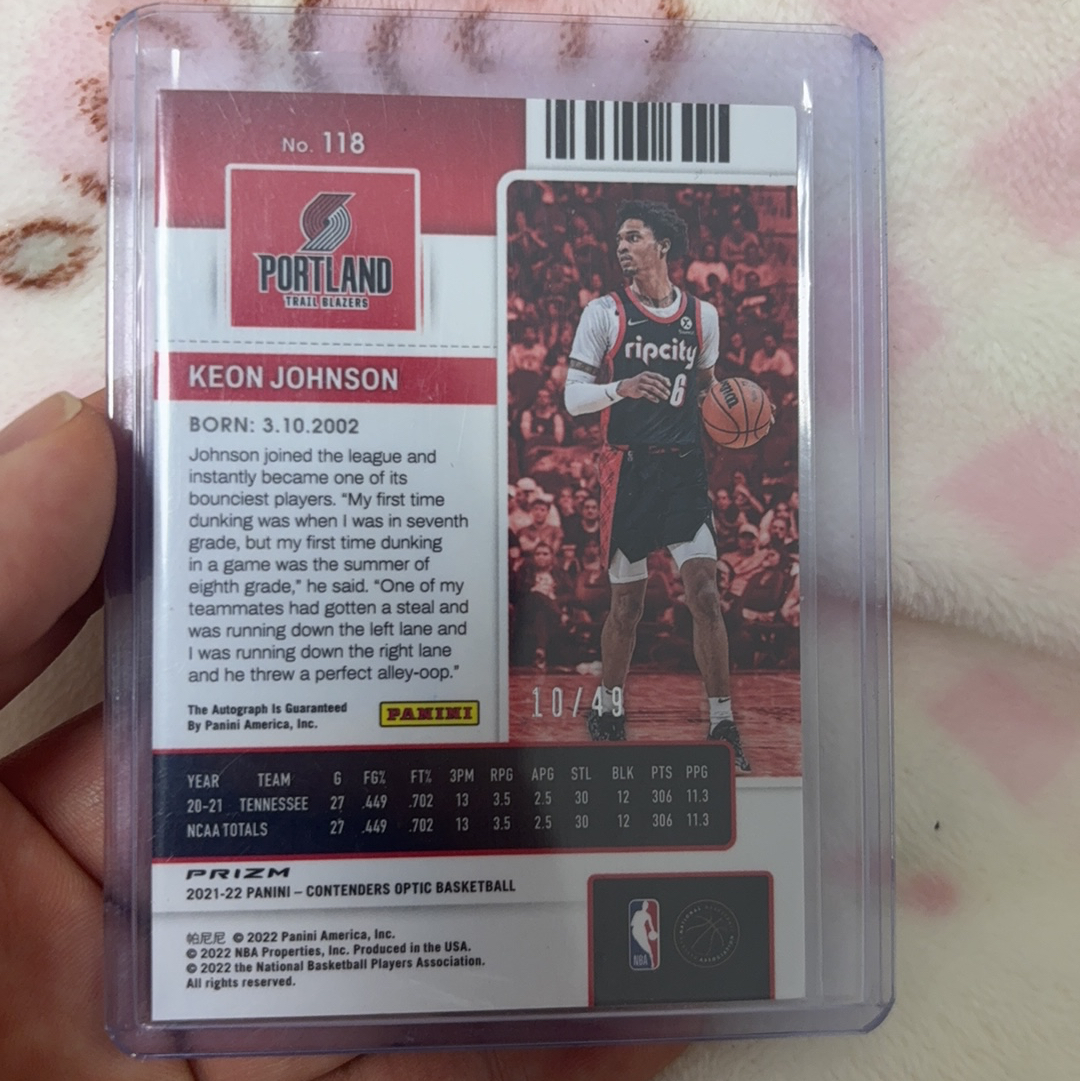 No. 118
PORTLAND
TRAIL BLAZERS
KEON JOHNSON
BORN: 3.10.2002
Johnson joined the league and
instantly became one of its
bounciest players. “My first time
dunking was when I was in seventh
grade, but my first time dunking
in a game was the summer of
eighth grade,” he said. “One of my
teammates had gotten a steal and
was running down the left lane and
I was running down the right lane
and he threw a perfect alley-oop.”
The Autograph Is Guaranteed
By Panini America, Inc.
PANINI
ripcity
6
10/49
YEAR TEAM G FG% FT% 3PM RPG APG STL BLK PTS PPG
20-21 TENNESSEE 27 .449 .702 13 3.5 2.5 30 12 306 11.3
NCAA TOTALS 27 .449 .702 13 3.5 2.5 30 12 306 11.3
PRIZM
2021-22 PANINI – CONTENDERS OPTIC BASKETBALL
帕尼尼 © 2022 Panini America, Inc.
© 2022 NBA Properties, Inc. Produced in the USA.
© 2022 the National Basketball Players Association.
All rights reserved.
NBA